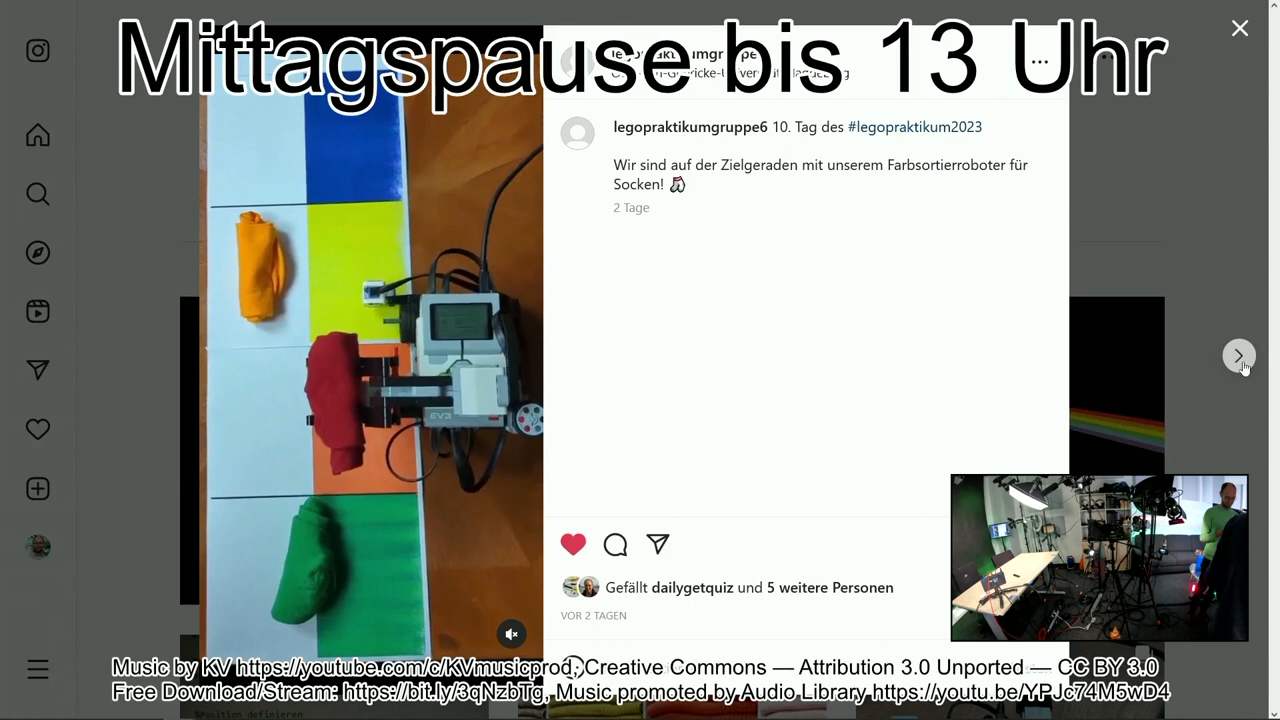 Mittagspause bis 13 Uhr
legopraktikumgruppe6 10. Tag des #legopraktikum2023
Wir sind auf der Zielgeraden mit unserem Farbsortierroboter für
Socken! 🧦
2 Tage
EV3
Gefällt dailygetquiz und 5 weitere Personen
VOR 2 TAGEN
Music by KV https://youtube.com/c/KVmusicprod; Creative Commons — Attribution 3.0 Unported — CC BY 3.0
Free Download/Stream: https://bit.ly/3qNzbTg, Music promoted by Audio Library https://youtu.be/YPJc74M5wD4
%Position definieren